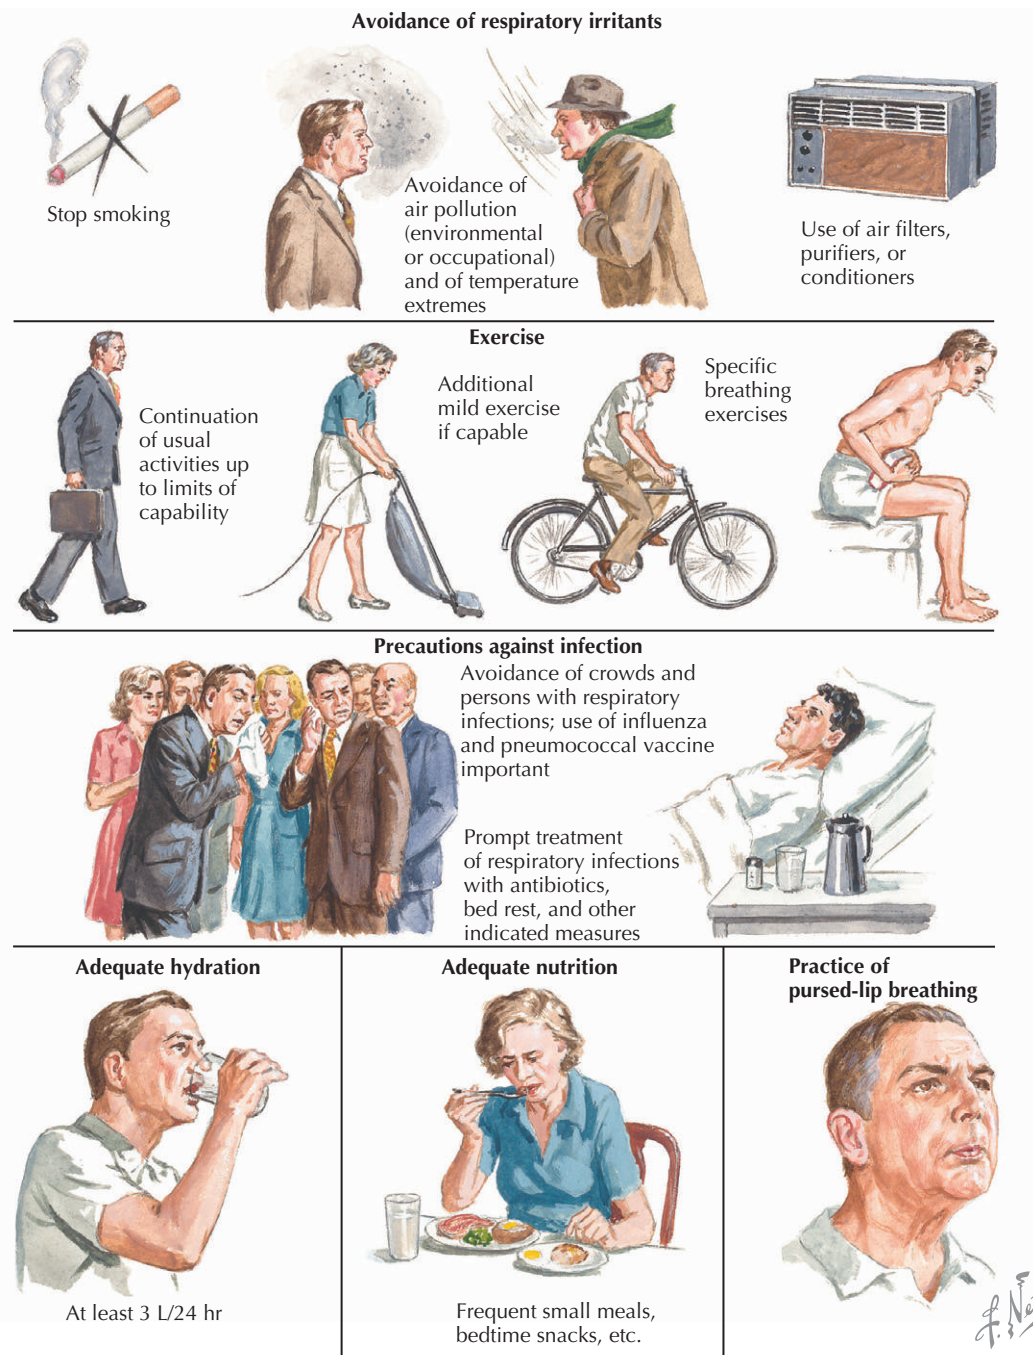 Avoidance of respiratory irritants
Stop smoking
Avoidance of
air pollution
(environmental
or occupational)
and of temperature
extremes
Use of air filters,
purifiers, or
conditioners
Exercise
Continuation
of usual
activities up
to limits of
capability
Additional
mild exercise
if capable
Specific
breathing
exercises
Precautions against infection
Avoidance of crowds and
persons with respiratory
infections; use of influenza
and pneumococcal vaccine
important
Prompt treatment
of respiratory infections
with antibiotics,
bed rest, and other
indicated measures
Adequate hydration
At least 3 L/24 hr
Adequate nutrition
Frequent small meals,
bedtime snacks, etc.
Practice of
pursed-lip breathing